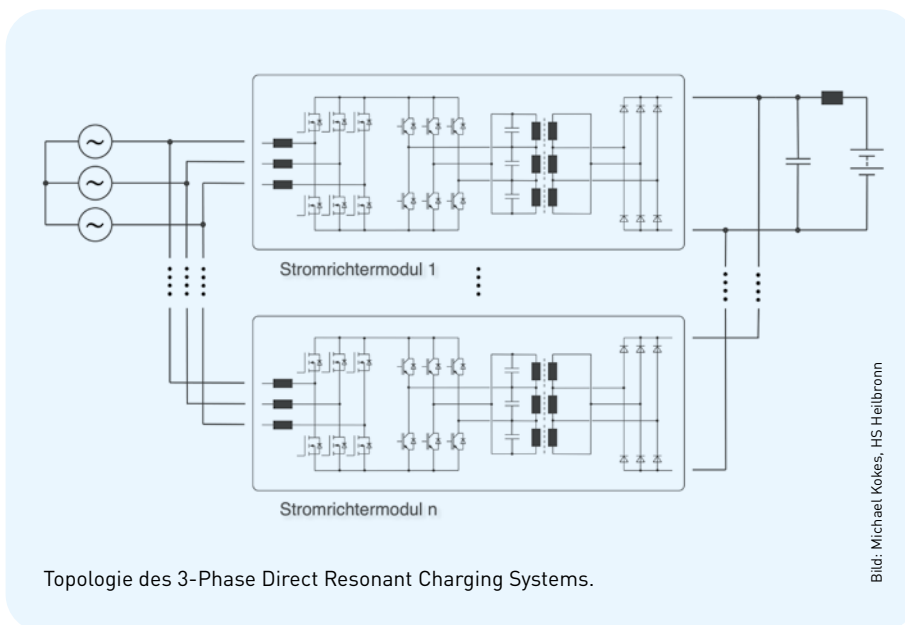 Stromrichtermodul 1
Stromrichtermodul n
Topologie des 3-Phase Direct Resonant Charging Systems.
Bild: Michael Kokes, HS Heilbronn